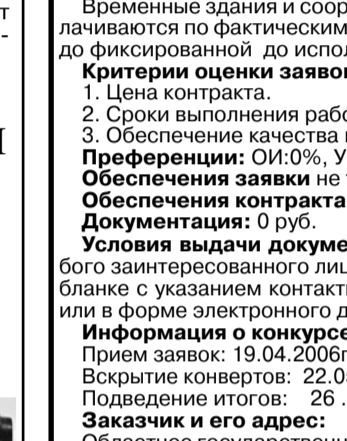 Временные здания и соор
лачиваются по фактическим
до фиксированной до испол
Критерии оценки заявок
1. Цена контракта.
2. Сроки выполнения рабо
3. Обеспечение качества
Преференции: ОИ:0%, У
Обеспечения заявки не
Обеспечения контракта
Документация: 0 руб.
Условия выдачи докуме
бого заинтересованного лиц
бланке с указанием контакт
или в форме электронного д
Информация о конкурсе
Прием заявок: 19.04.2006г
Вскрытие конвертов: 22.0
Подведение итогов: 26 .
Заказчик и его адрес: